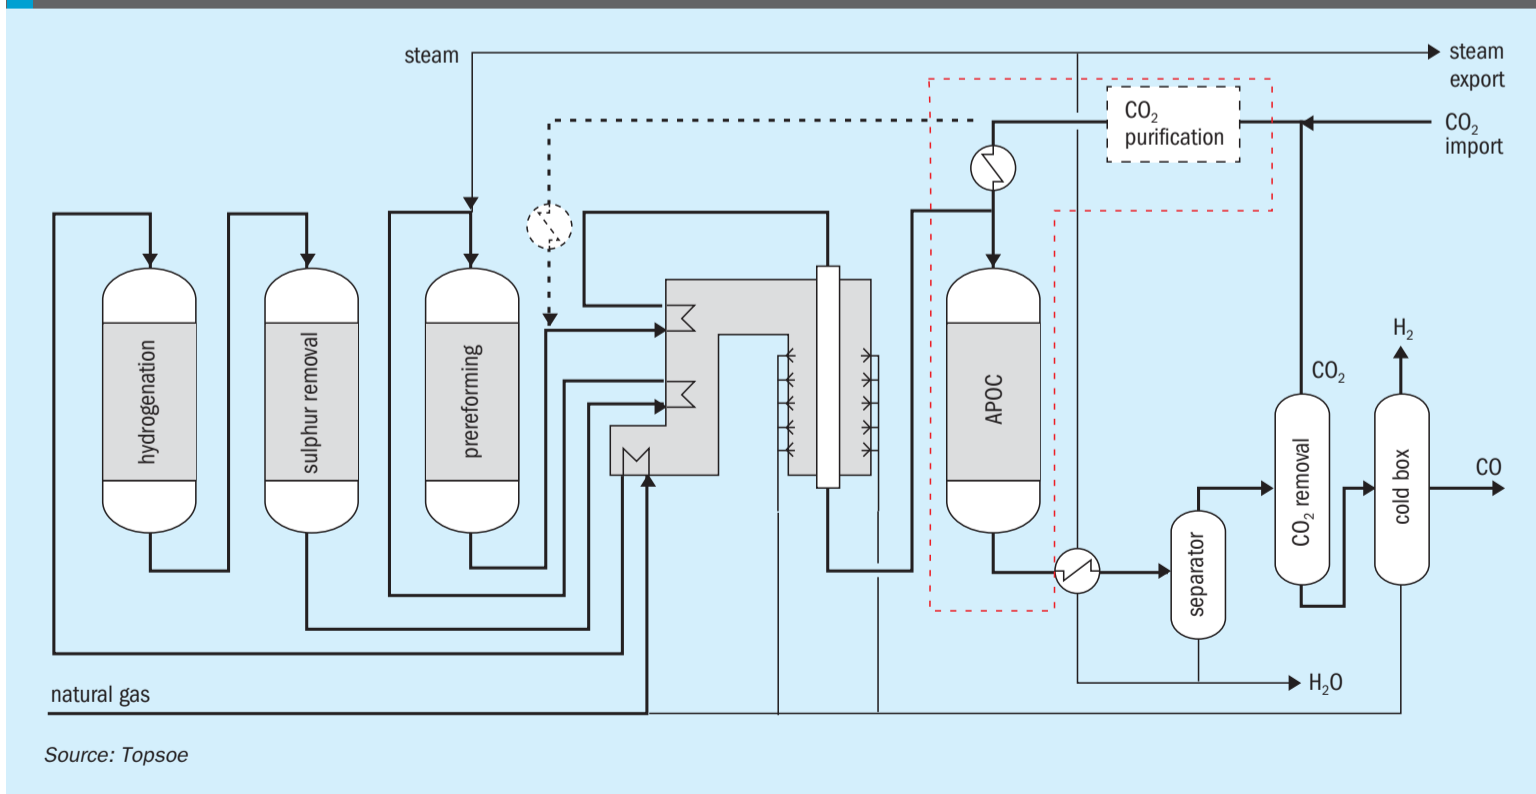 steam
steam
export
CO₂
purification
CO₂
import
hydrogenation
sulphur removal
prereforming
APOC
CO₂
H₂
separator
CO₂ removal
cold box
CO
H₂O
natural gas
Source: Topsoe